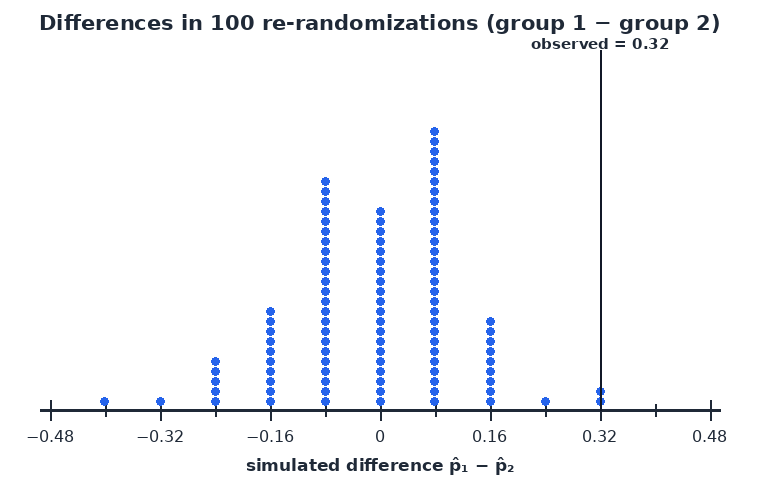 Differences in 100 re-randomizations (group 1 − group 2)
observed = 0.32
−0.48 −0.32 −0.16 0 0.16 0.32 0.48
simulated difference p̂₁ − p̂₂